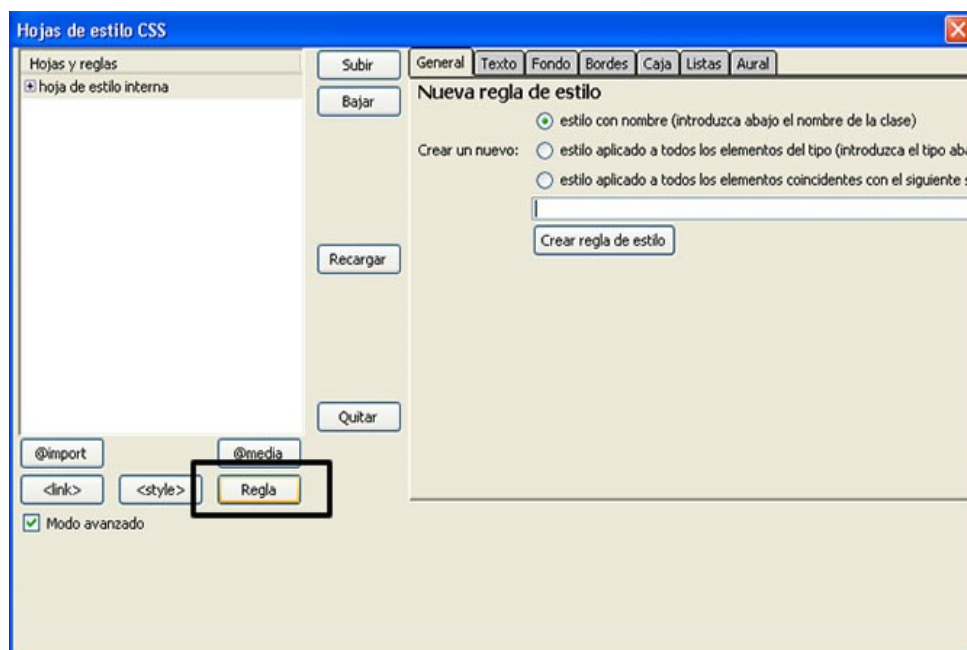 Hojas de estilo CSS
Hojas y reglas
hoja de estilo interna
Subir
Bajar
Recargar
Quitar
@import
@media
<link>
<style>
Regla
Modo avanzado
General Texto Fondo Bordes Caja Listas Aural
Nueva regla de estilo
estilo con nombre (introduzca abajo el nombre de la clase)
Crear un nuevo:
estilo aplicado a todos los elementos del tipo (introduzca el tipo
estilo aplicado a todos los elementos coincidentes con el siguiente
Crear regla de estilo